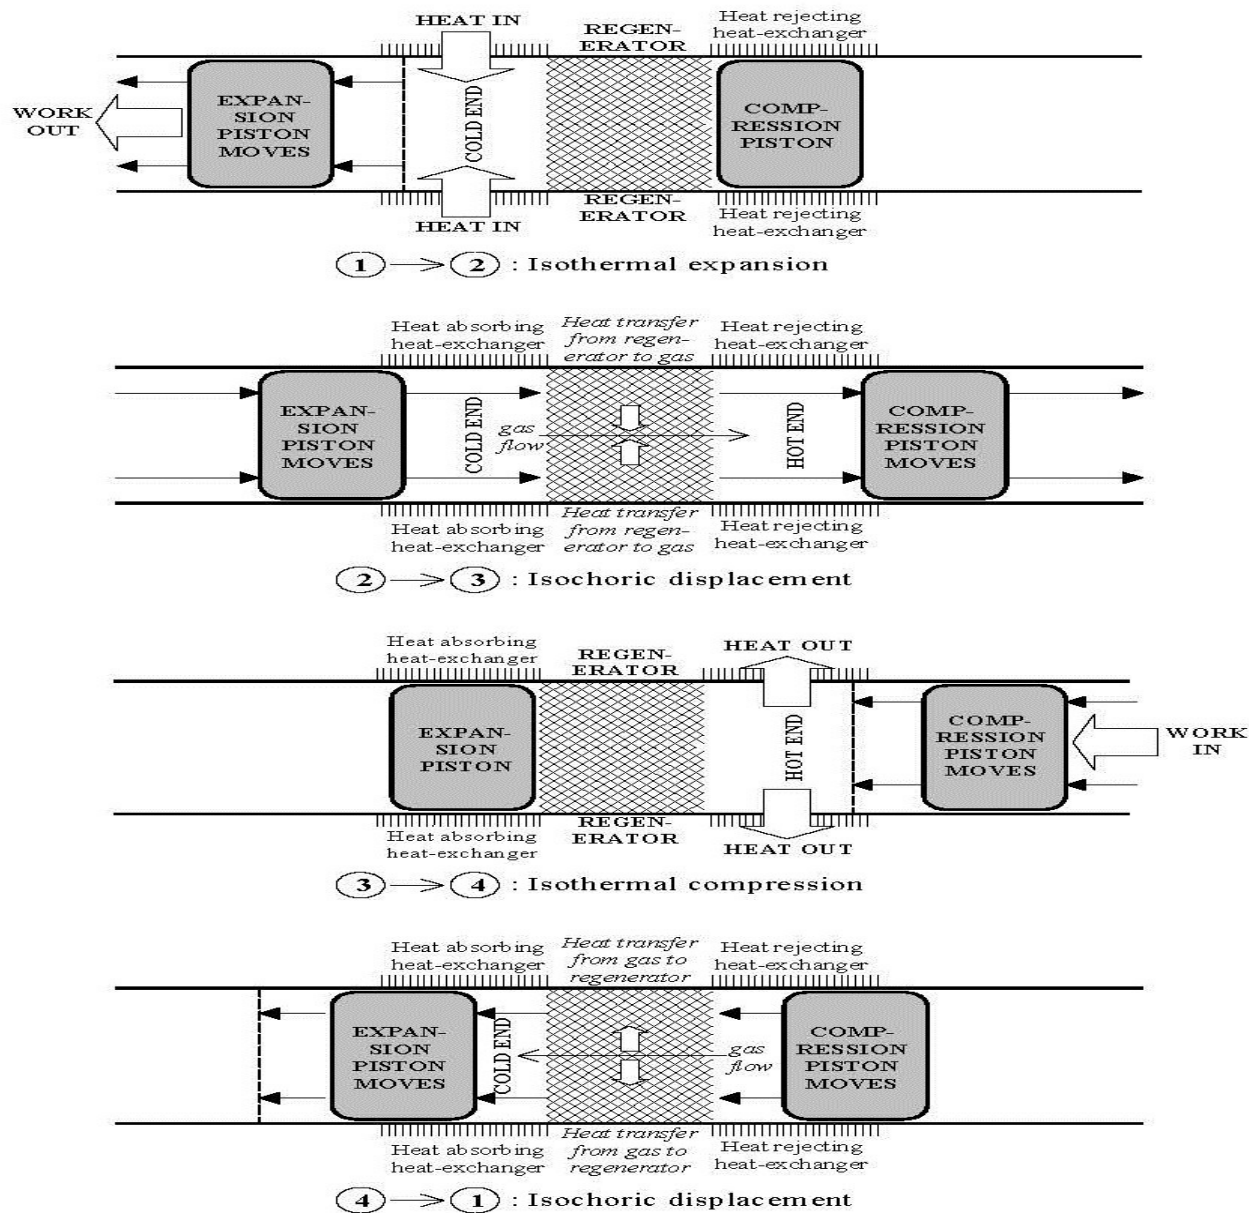 HEAT IN
REGEN-
ERATOR
Heat rejecting
heat-exchanger
WORK
OUT
EXPAN-
SION
PISTON
MOVES
COLD END
COMP-
RESSION
PISTON
HEAT IN
REGEN-
ERATOR
Heat rejecting
heat-exchanger
1 → 2 : Isothermal expansion
Heat absorbing
heat-exchanger
Heat transfer
from regen-
erator to gas
Heat rejecting
heat-exchanger
EXPAN-
SION
PISTON
MOVES
COLD END
gas
flow
HOT END
COMP-
RESSION
PISTON
MOVES
Heat absorbing
heat-exchanger
Heat transfer
from regen-
erator to gas
Heat rejecting
heat-exchanger
2 → 3 : Isochoric displacement
Heat absorbing
heat-exchanger
REGEN-
ERATOR
HEAT OUT
EXPAN-
SION
PISTON
HOT END
COMP-
RESSION
PISTON
MOVES
WORK
IN
Heat absorbing
heat-exchanger
REGEN-
ERATOR
HEAT OUT
3 → 4 : Isothermal compression
Heat absorbing
heat-exchanger
Heat transfer
from gas to
regenerator
Heat rejecting
heat-exchanger
EXPAN-
SION
PISTON
MOVES
COLD END
gas
flow
COMP-
RESSION
PISTON
MOVES
Heat absorbing
heat-exchanger
Heat transfer
from gas to
regenerator
Heat rejecting
heat-exchanger
4 → 1 : Isochoric displacement